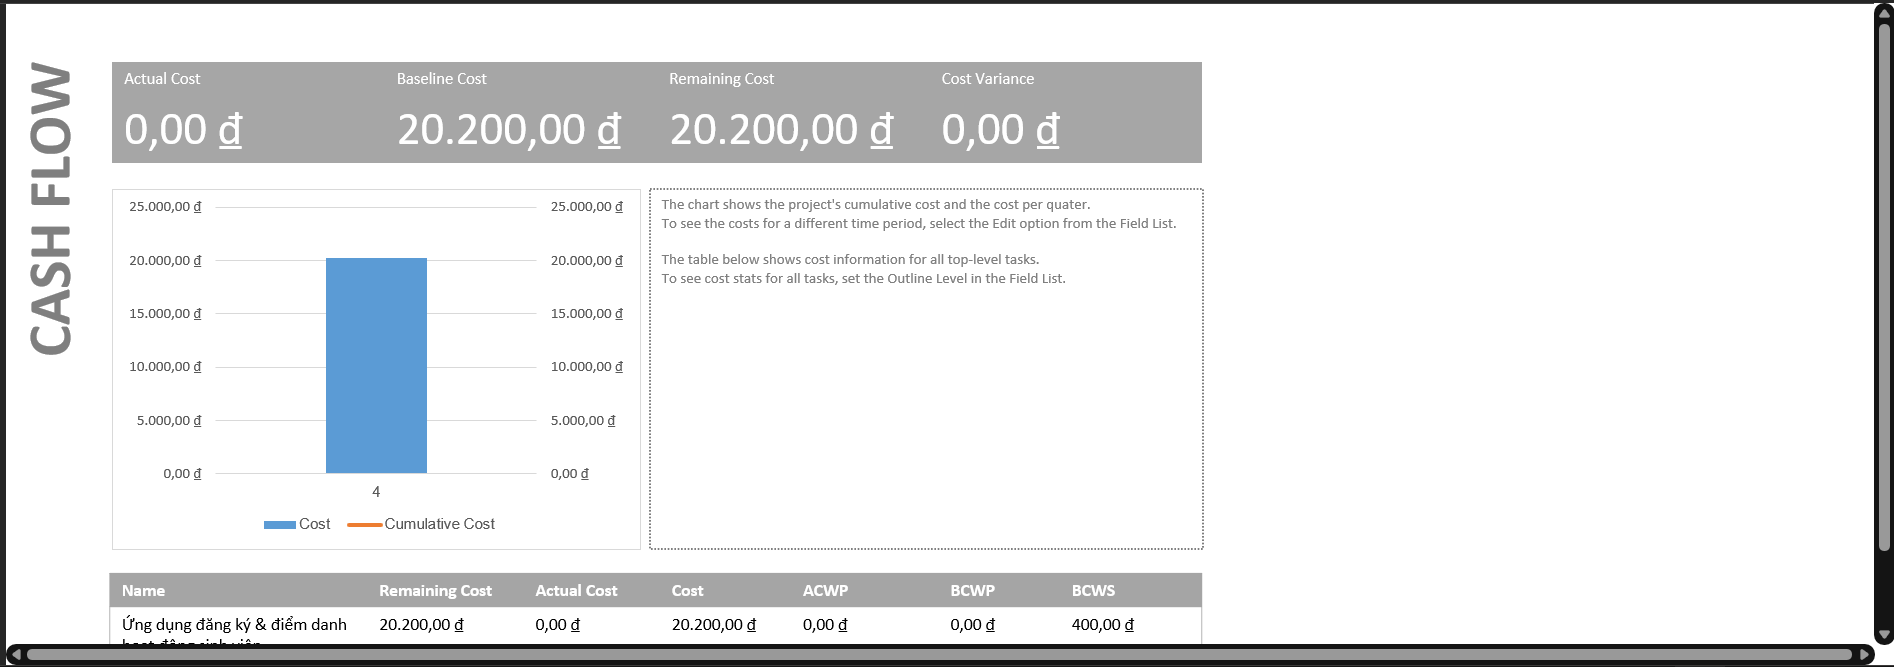 CASH FLOW
Actual Cost Baseline Cost Remaining Cost Cost Variance
0,00 ₫ 20.200,00 ₫ 20.200,00 ₫ 0,00 ₫
25.000,00 ₫ 25.000,00 ₫
20.000,00 ₫ 20.000,00 ₫
15.000,00 ₫ 15.000,00 ₫
10.000,00 ₫ 10.000,00 ₫
5.000,00 ₫ 5.000,00 ₫
0,00 ₫ 0,00 ₫
4
Cost Cumulative Cost
The chart shows the project's cumulative cost and the cost per quater.
To see the costs for a different time period, select the Edit option from the Field List.
The table below shows cost information for all top-level tasks.
To see cost stats for all tasks, set the Outline Level in the Field List.
Name Remaining Cost Actual Cost Cost ACWP BCWP BCWS
Ứng dụng đăng ký & điểm danh 20.200,00 ₫ 0,00 ₫ 20.200,00 ₫ 0,00 ₫ 0,00 ₫ 400,00 ₫